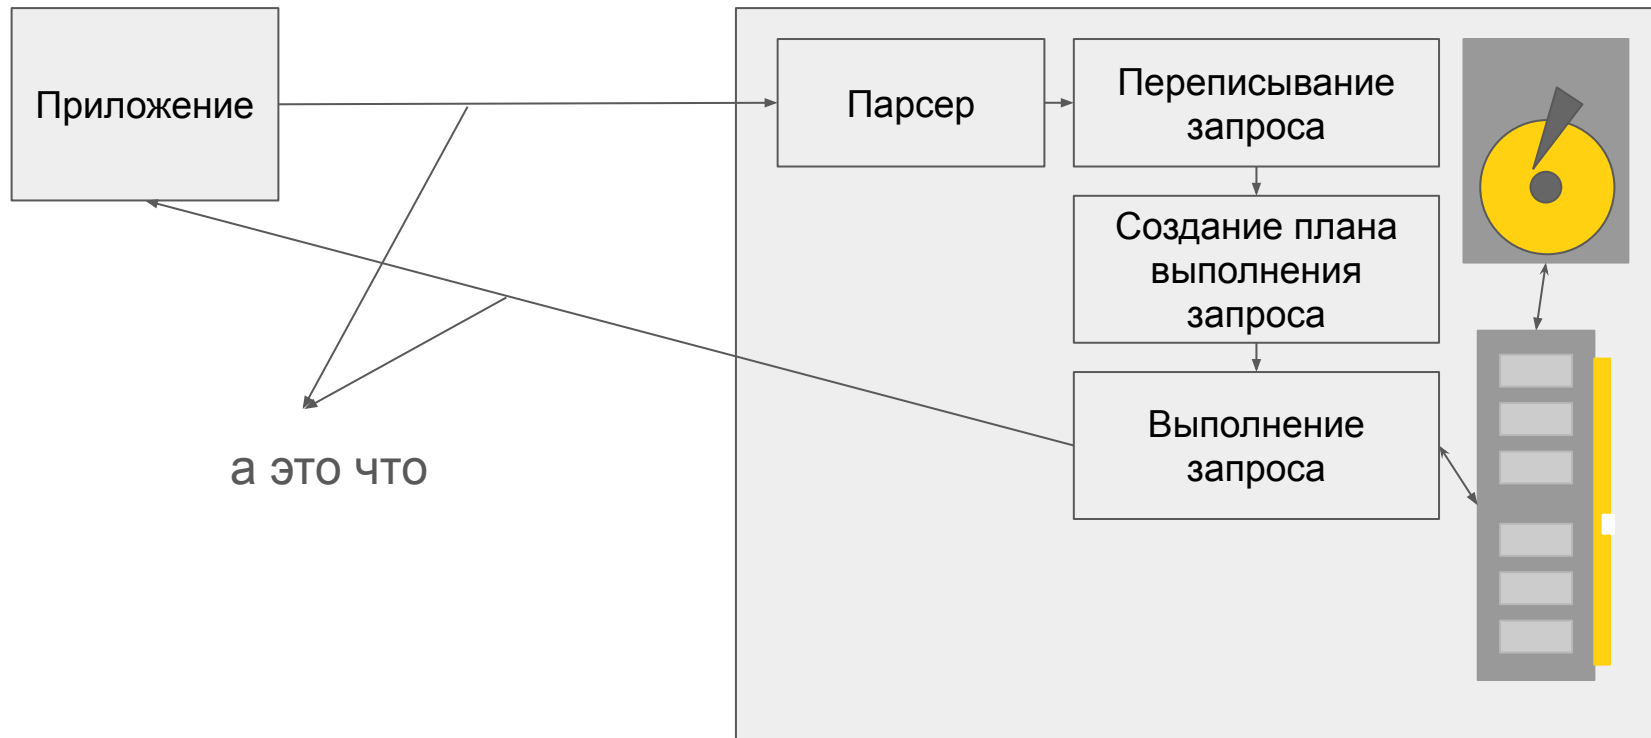 Приложение
Парсер
Переписывание
запроса
Создание плана
выполнения
запроса
Выполнение
запроса
а это что